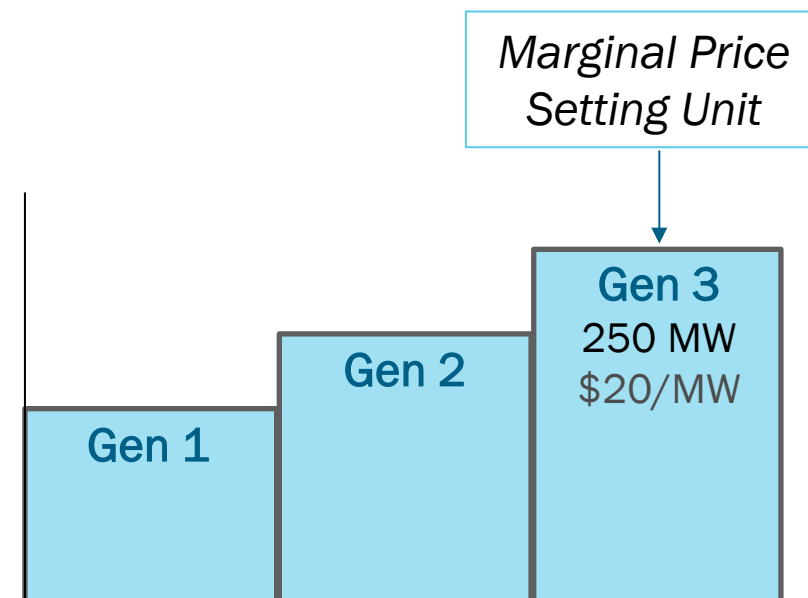 Marginal Price
Setting Unit
Gen 3
250 MW
$20/MW
Gen 2
Gen 1